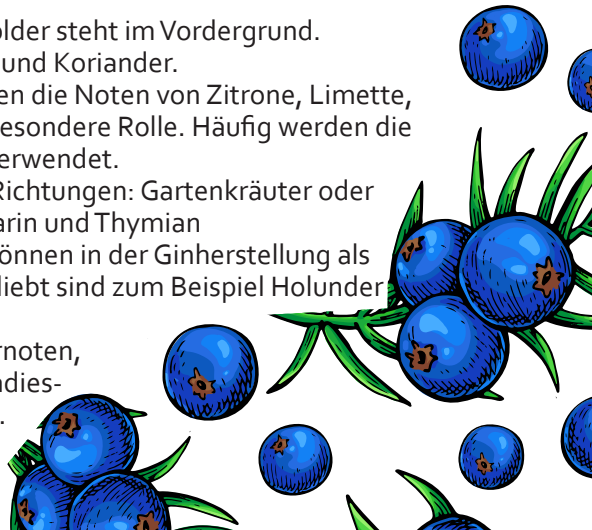 older steht im Vordergrund.
und Koriander.
en die Noten von Zitrone, Limette,
esondere Rolle. Häufig werden die
erwendet.
Richtungen: Gartenkräuter oder
arin und Thymian
önnen in der Ginherstellung als
liebt sind zum Beispiel Holunder
rnoten,
adies-
.